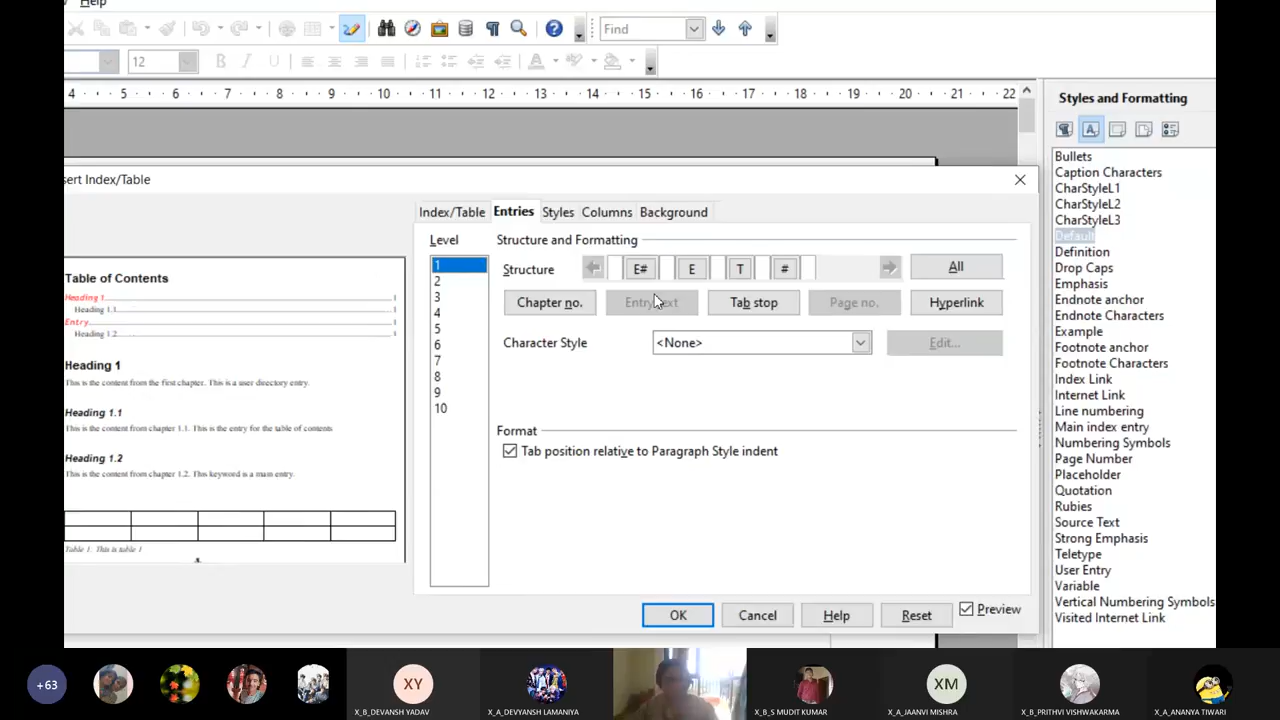 Help
Find
12
4 5 6 7 8 9 10 11 12 13 14 15 16 17 18 19 20 21 22
Styles and Formatting
sert Index/Table
Index/Table Entries Styles Columns Background
Level
1
2
3
4
5
6
7
8
9
10
Structure and Formatting
Structure E# E T # All
Chapter no. Entry text Tab stop Page no. Hyperlink
Character Style <None> Edit...
Format
Tab position relative to Paragraph Style indent
OK Cancel Help Reset Preview
Table of Contents
Heading 1 1
Heading 1.1 1
Entry 1
Heading 1.2 1
Heading 1
This is the content from the first chapter. This is a user directory entry.
Heading 1.1
This is the content from chapter 1.1. This is the entry for the table of contents
Heading 1.2
This is the content from chapter 1.2. This keyword is a main entry.
Table 1. This is table 1
Bullets
Caption Characters
CharStyleL1
CharStyleL2
CharStyleL3
Default
Definition
Drop Caps
Emphasis
Endnote anchor
Endnote Characters
Example
Footnote anchor
Footnote Characters
Index Link
Internet Link
Line numbering
Main index entry
Numbering Symbols
Page Number
Placeholder
Quotation
Rubies
Source Text
Strong Emphasis
Teletype
User Entry
Variable
Vertical Numbering Symbols
Visited Internet Link
+63
XY
XM
X_B_DEVANSH YADAV
X_A_DEVYANSH LAMANIYA
X_B_S MUDIT KUMAR
X_A_JAANVI MISHRA
X_B_PRITHVI VISHWAKARMA
X_A_ANANYA TIWARI